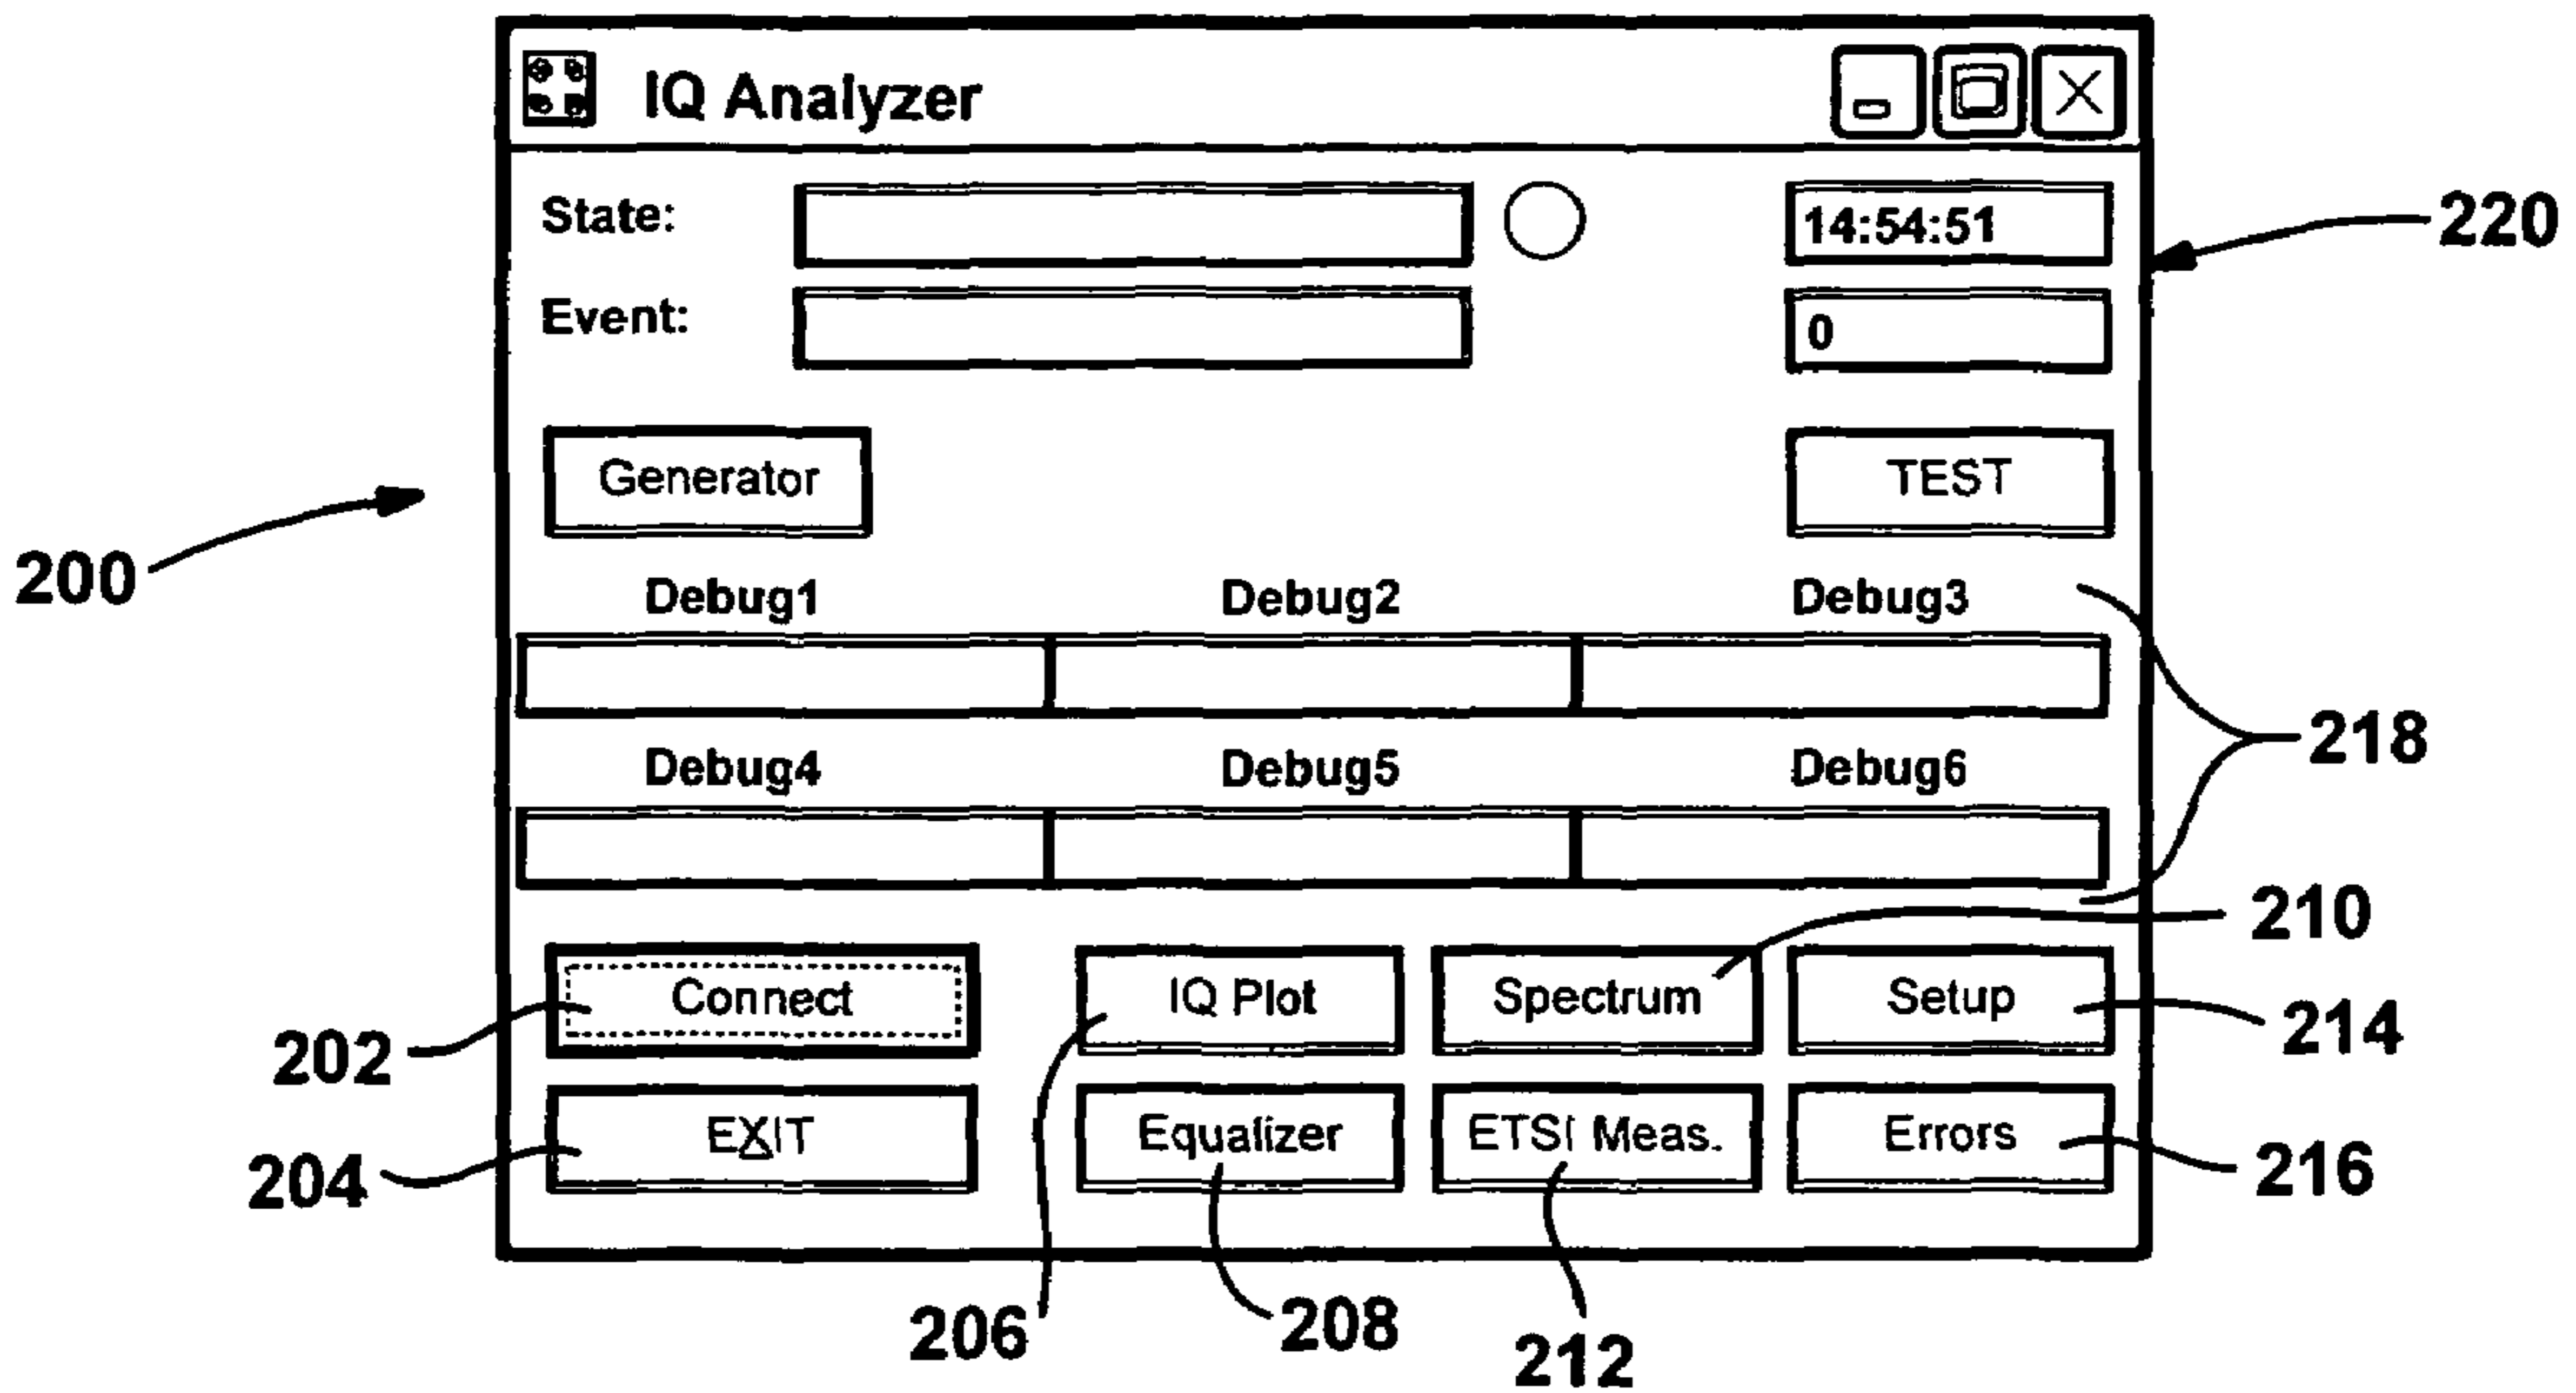 IQ Analyzer
State: 14:54:51
220
Event: 0
Generator TEST
200
Debug1 Debug2 Debug3
218
Debug4 Debug5 Debug6
210
Connect IQ Plot Spectrum Setup
202 214
EXIT Equalizer ETSI Meas. Errors
204 216
206 208 212